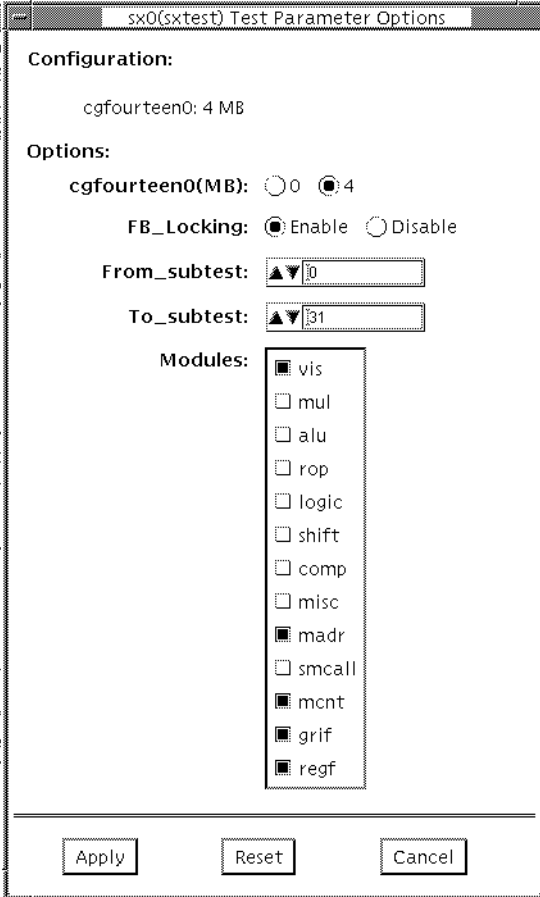 sx0(sxtest) Test Parameter Options
Configuration:
cgfourteen0: 4 MB
Options:
cgfourteen0(MB): 0 4
FB_Locking: Enable Disable
From_subtest: 0
To_subtest: 31
Modules:
vis
mul
alu
rop
logic
shift
comp
misc
madr
smcall
mcnt
grif
regf
Apply Reset Cancel